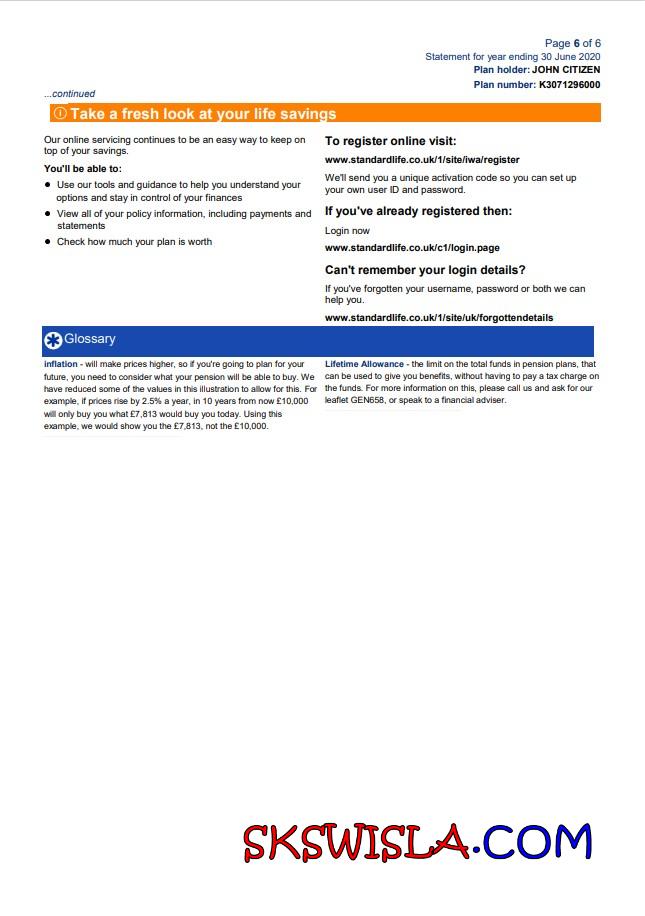 Page 6 of 6
Statement for year ending 30 June 2020
Plan holder: JOHN CITIZEN
Plan number: K3071296000
...continued
Take a fresh look at your life savings
Our online servicing continues to be an easy way to keep on
top of your savings.
You'll be able to:
● Use our tools and guidance to help you understand your
options and stay in control of your finances
● View all of your policy information, including payments and
statements
● Check how much your plan is worth
To register online visit:
www.standardlife.co.uk/1/site/iwa/register
We'll send you a unique activation code so you can set up
your own user ID and password.
If you've already registered then:
Login now
www.standardlife.co.uk/c1/login.page
Can't remember your login details?
If you've forgotten your username, password or both we can
help you.
www.standardlife.co.uk/1/site/uk/forgottendetails
Glossary
inflation - will make prices higher, so if you're going to plan for your
future, you need to consider what your pension will be able to buy. We
have reduced some of the values in this illustration to allow for this. For
example, if prices rise by 2.5% a year, in 10 years from now £10,000
will only buy you what £7,813 would buy you today. Using this
example, we would show you the £7,813, not the £10,000.
Lifetime Allowance - the limit on the total funds in pension plans, that
can be used to give you benefits, without having to pay a tax charge on
the funds. For more information on this, please call us and ask for our
leaflet GEN658, or speak to a financial adviser.
SKSWISLA.COM